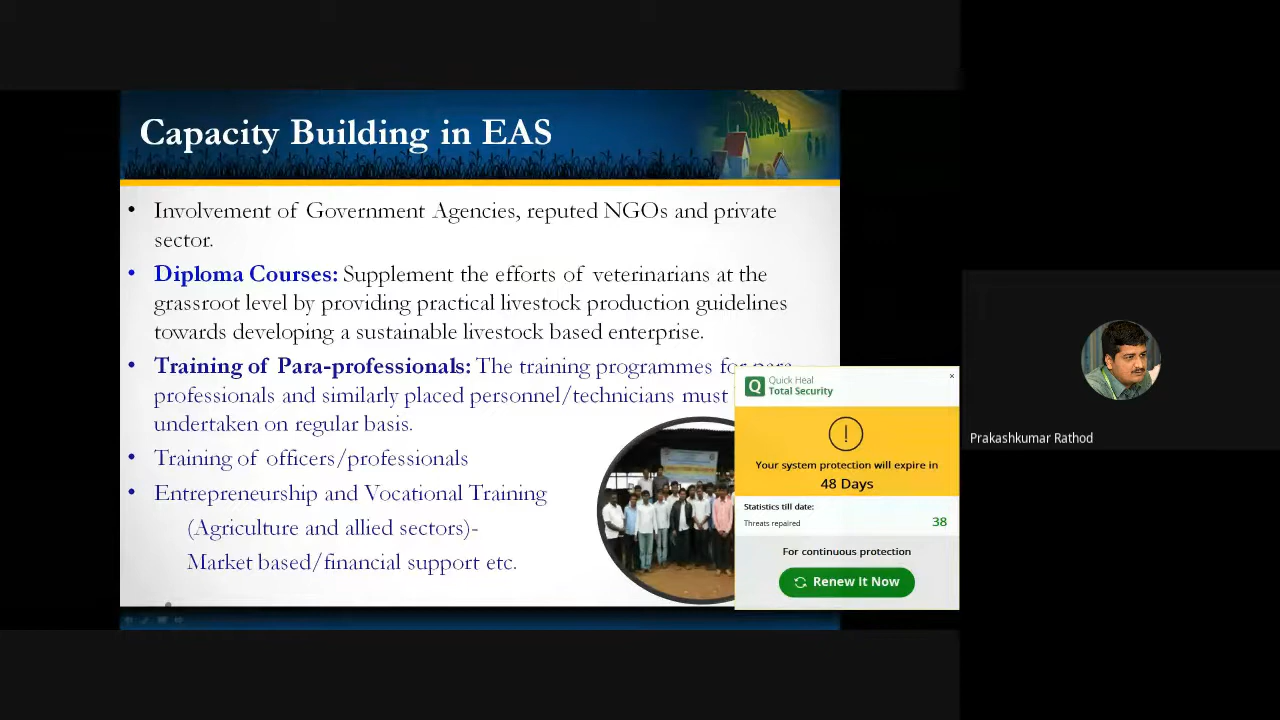 Capacity Building in EAS
• Involvement of Government Agencies, reputed NGOs and private
sector.
• Diploma Courses: Supplement the efforts of veterinarians at the
grassroot level by providing practical livestock production guidelines
towards developing a sustainable livestock based enterprise.
• Training of Para-professionals: The training programmes for para
professionals and similarly placed personnel/technicians must
undertaken on regular basis.
• Training of officers/professionals
• Entrepreneurship and Vocational Training
(Agriculture and allied sectors)-
Market based/financial support etc.
Quick Heal
Total Security
Your system protection will expire in
48 Days
Statistics till date:
Threats repaired 38
For continuous protection
Renew It Now
Prakashkumar Rathod